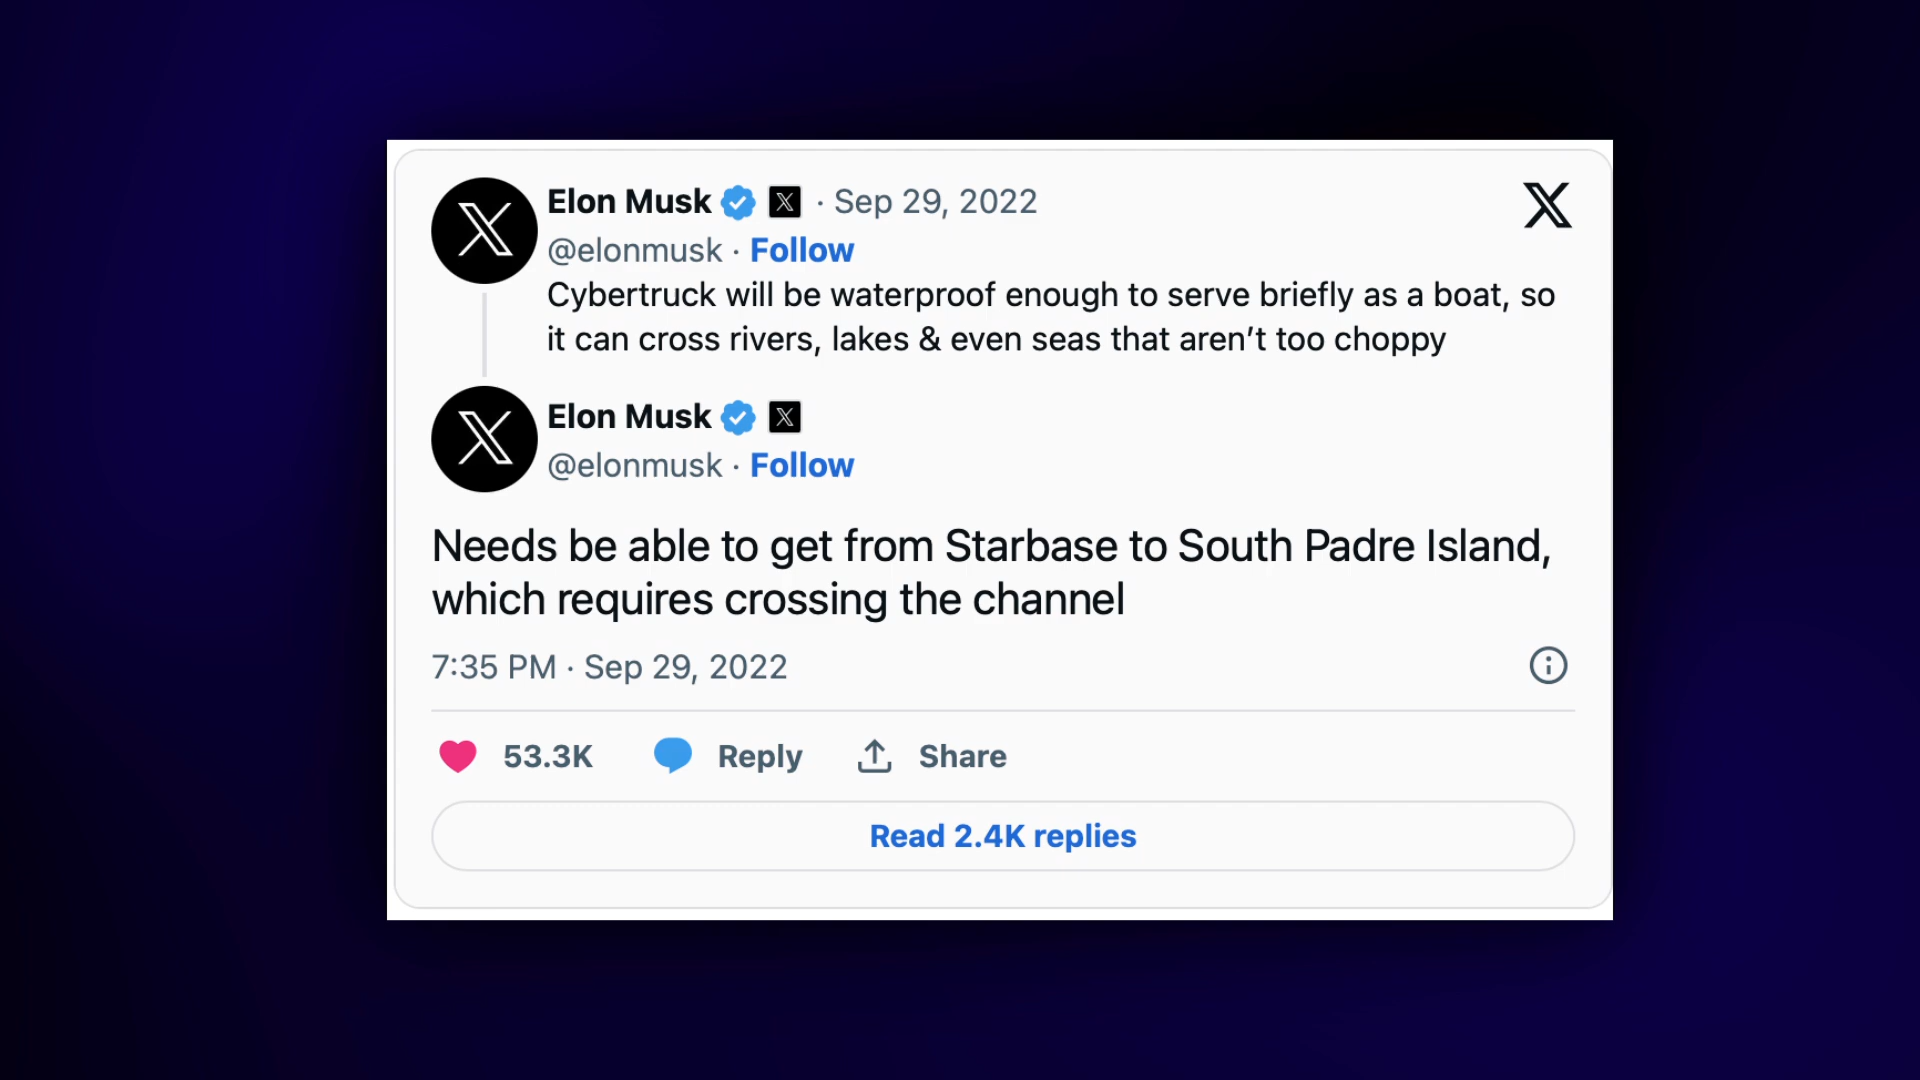 Elon Musk · Sep 29, 2022
@elonmusk · Follow
Cybertruck will be waterproof enough to serve briefly as a boat, so
it can cross rivers, lakes & even seas that aren’t too choppy
Elon Musk
@elonmusk · Follow
Needs be able to get from Starbase to South Padre Island,
which requires crossing the channel
7:35 PM · Sep 29, 2022
53.3K Reply Share
Read 2.4K replies